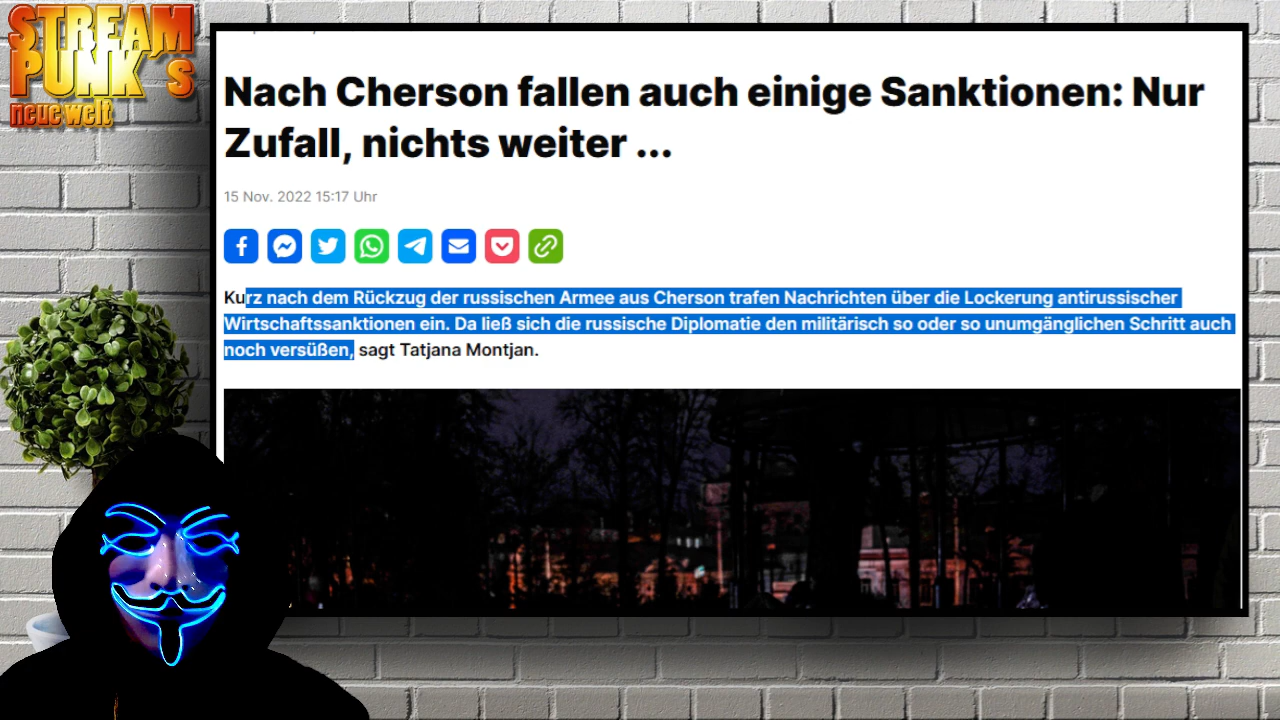 STREAM
PUNK´s
neue welt
Nach Cherson fallen auch einige Sanktionen: Nur
Zufall, nichts weiter ...
15 Nov. 2022 15:17 Uhr
Kurz nach dem Rückzug der russischen Armee aus Cherson trafen Nachrichten über die Lockerung antirussischer
Wirtschaftssanktionen ein. Da ließ sich die russische Diplomatie den militärisch so oder so unumgänglichen Schritt auch
noch versüßen, sagt Tatjana Montjan.